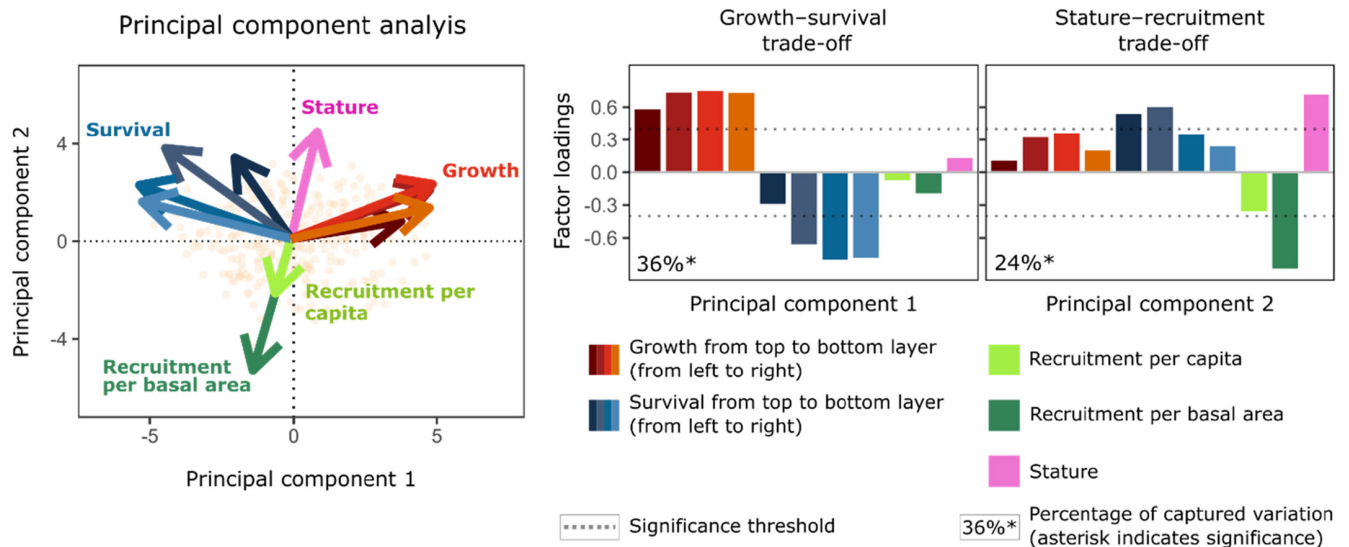 Principal component analyis
Principal component 2
4
0
-4
-5
0
5
Principal component 1
Survival
Stature
Growth
Recruitment per
capita
Recruitment
per basal area
Growth–survival
trade-off
Stature–recruitment
trade-off
Factor loadings
0.6
0.3
0.0
-0.3
-0.6
36%*
24%*
Principal component 1
Principal component 2
Growth from top to bottom layer
(from left to right)
Survival from top to bottom layer
(from left to right)
Recruitment per capita
Recruitment per basal area
Stature
Significance threshold
36%*
Percentage of captured variation
(asterisk indicates significance)